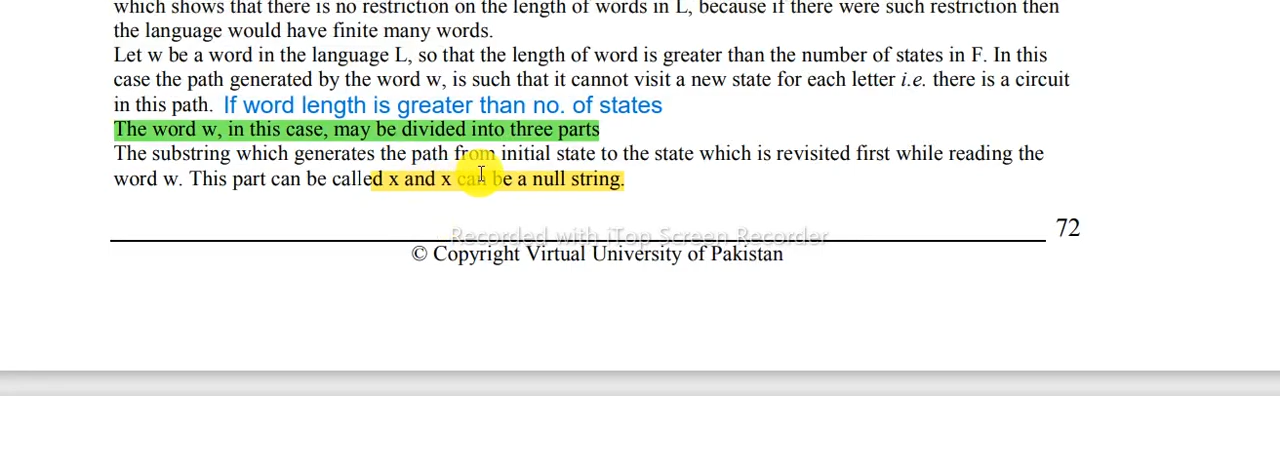 which shows that there is no restriction on the length of words in L, because if there were such restriction then
the language would have finite many words.
Let w be a word in the language L, so that the length of word is greater than the number of states in F. In this
case the path generated by the word w, is such that it cannot visit a new state for each letter i.e. there is a circuit
in this path. If word length is greater than no. of states
The word w, in this case, may be divided into three parts
The substring which generates the path from initial state to the state which is revisited first while reading the
word w. This part can be called x and x can be a null string.
72
Recorded with iTop Screen Recorder
© Copyright Virtual University of Pakistan